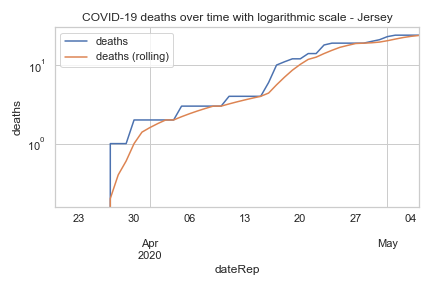 COVID-19 deaths over time with logarithmic scale - Jersey
deaths
deaths (rolling)
10¹
10⁰
deaths
23 30 06 13 20 27 04
Apr May
2020
dateRep